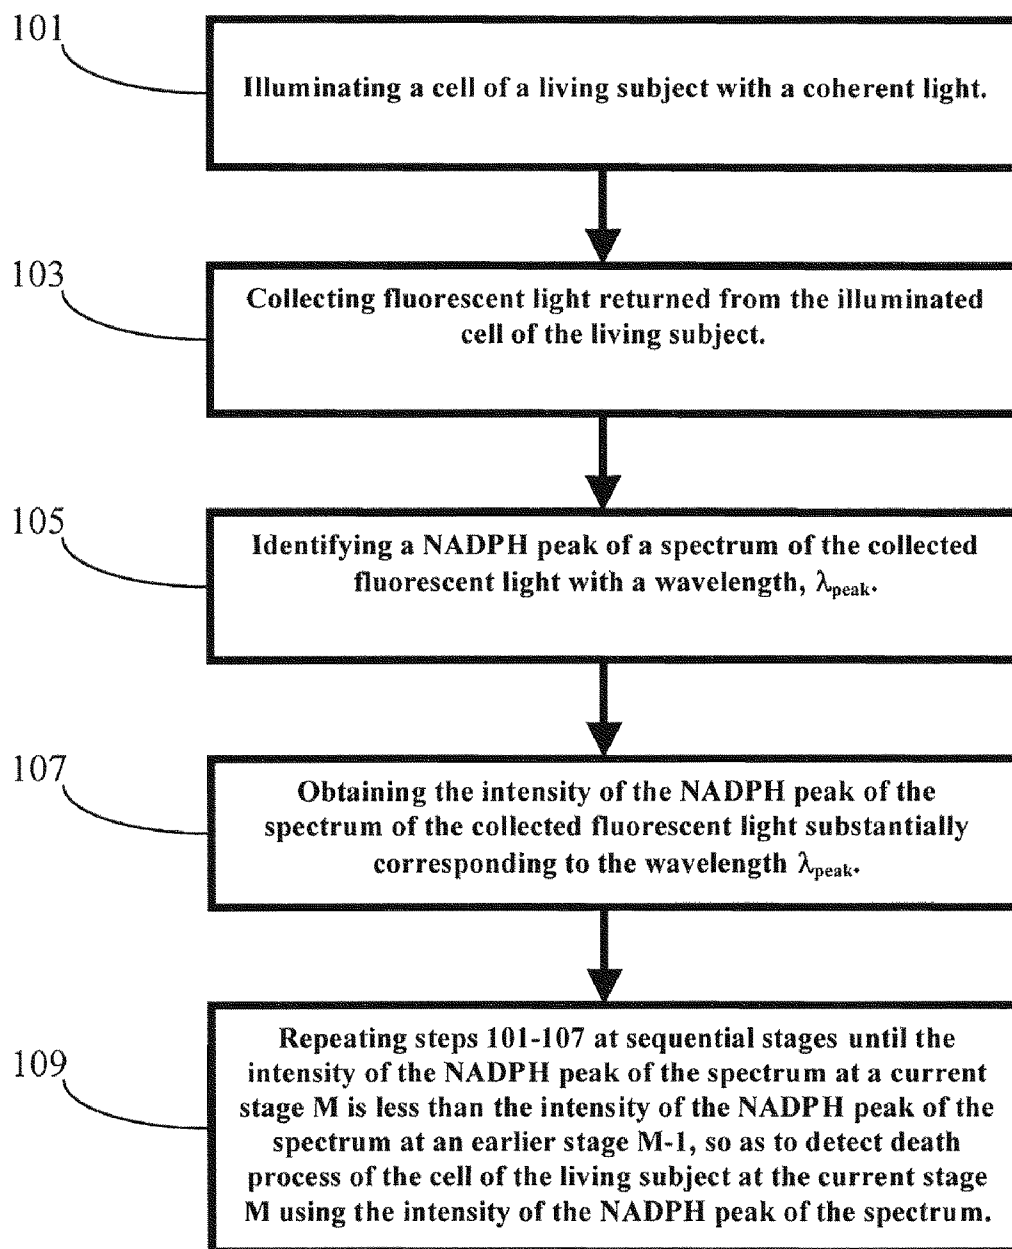 101
Illuminating a cell of a living subject with a coherent light.
103
Collecting fluorescent light returned from the illuminated
cell of the living subject.
105
Identifying a NADPH peak of a spectrum of the collected
fluorescent light with a wavelength, λpeak.
107
Obtaining the intensity of the NADPH peak of the
spectrum of the collected fluorescent light substantially
corresponding to the wavelength λpeak.
109
Repeating steps 101-107 at sequential stages until the
intensity of the NADPH peak of the spectrum at a current
stage M is less than the intensity of the NADPH peak of the
spectrum at an earlier stage M-1, so as to detect death
process of the cell of the living subject at the current stage
M using the intensity of the NADPH peak of the spectrum.